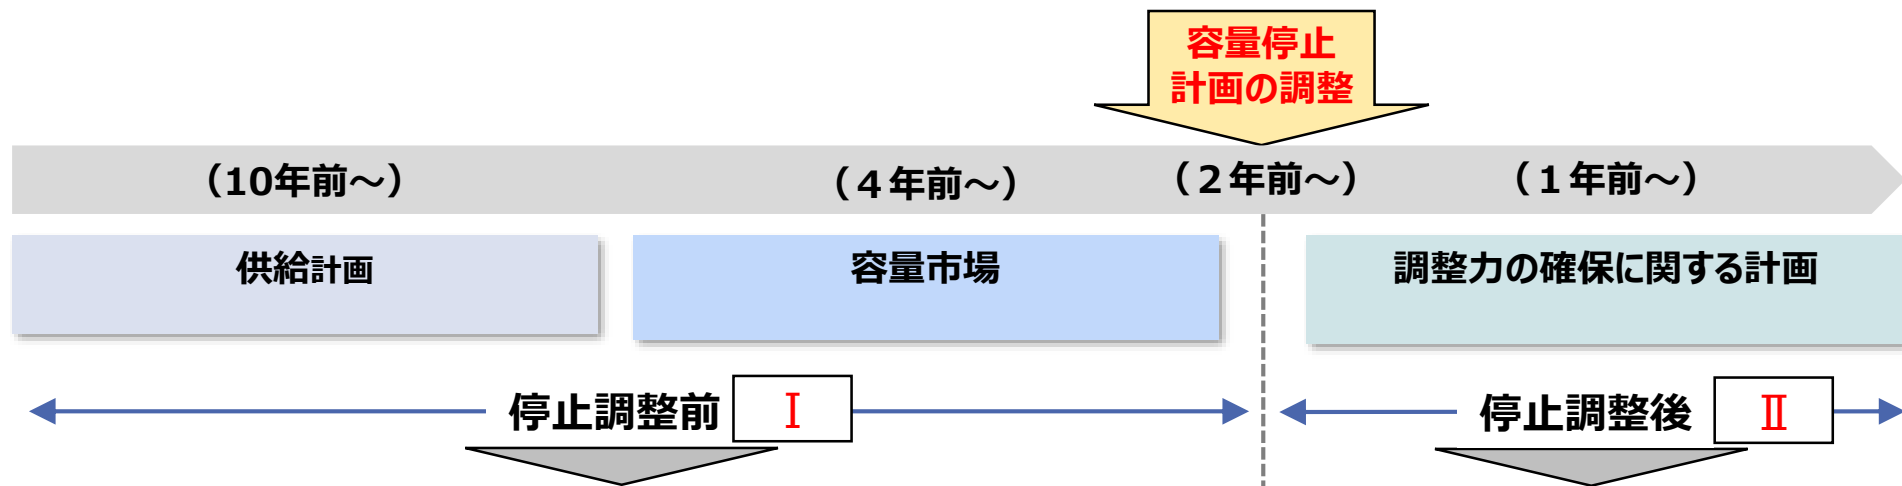 容量停止
計画の調整
（10年前～）
（４年前～）
（２年前～）
（１年前～）
供給計画
容量市場
調整力の確保に関する計画
停止調整前
Ⅰ
停止調整後
Ⅱ